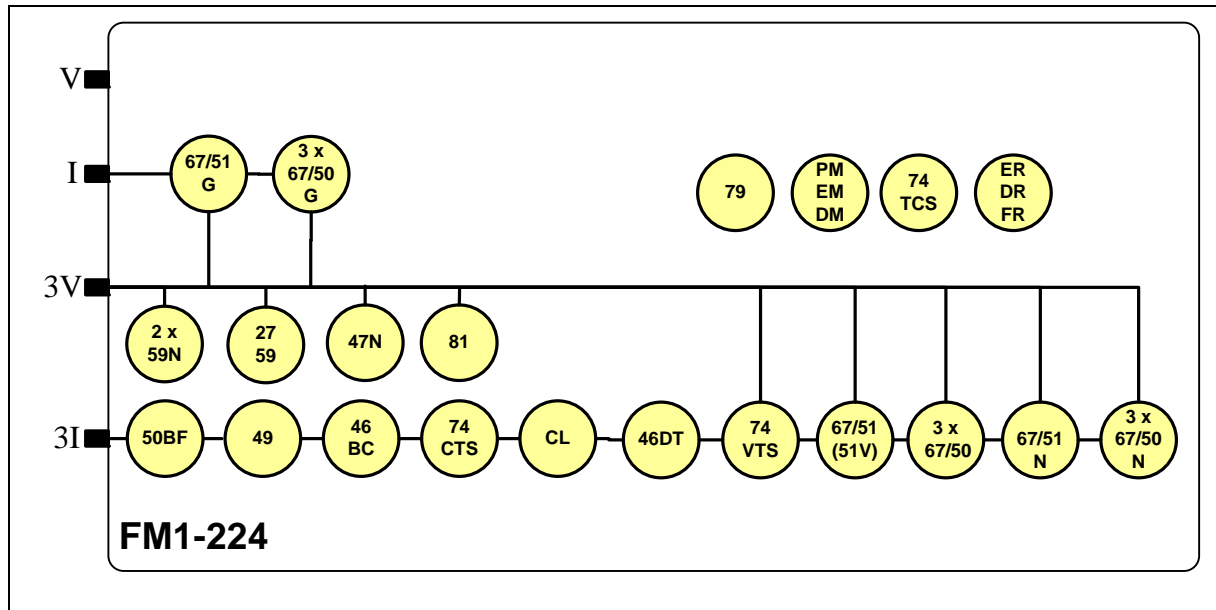 V
I
67/51
G
3 x
67/50
G
79
PM
EM
DM
74
TCS
ER
DR
FR
3V
2 x
59N
27
59
47N
81
3I
50BF
49
46
BC
74
CTS
CL
46DT
74
VTS
67/51
(51V)
3 x
67/50
67/51
N
3 x
67/50
N
FM1-224